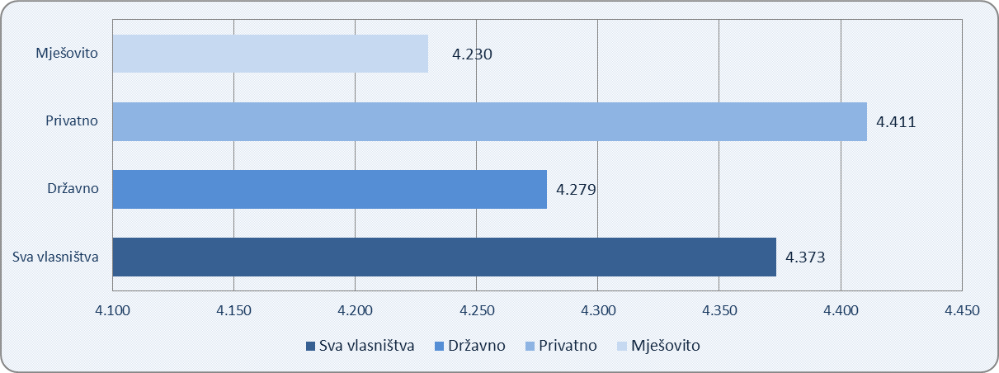 Mješovito
4.230
Privatno
4.411
Državno
4.279
Sva vlasništva
4.373
4.100 4.150 4.200 4.250 4.300 4.350 4.400 4.450
Sva vlasništva Državno Privatno Mješovito